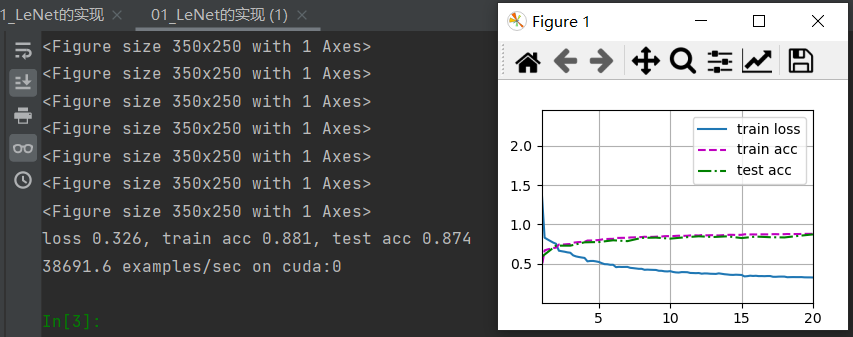 1_LeNet的实现
01_LeNet的实现 (1)
<Figure size 350x250 with 1 Axes>
<Figure size 350x250 with 1 Axes>
<Figure size 350x250 with 1 Axes>
<Figure size 350x250 with 1 Axes>
<Figure size 350x250 with 1 Axes>
<Figure size 350x250 with 1 Axes>
<Figure size 350x250 with 1 Axes>
loss 0.326, train acc 0.881, test acc 0.874
38691.6 examples/sec on cuda:0
In[3]:
Figure 1
train loss
train acc
test acc
2.0
1.5
1.0
0.5
5
10
15
20